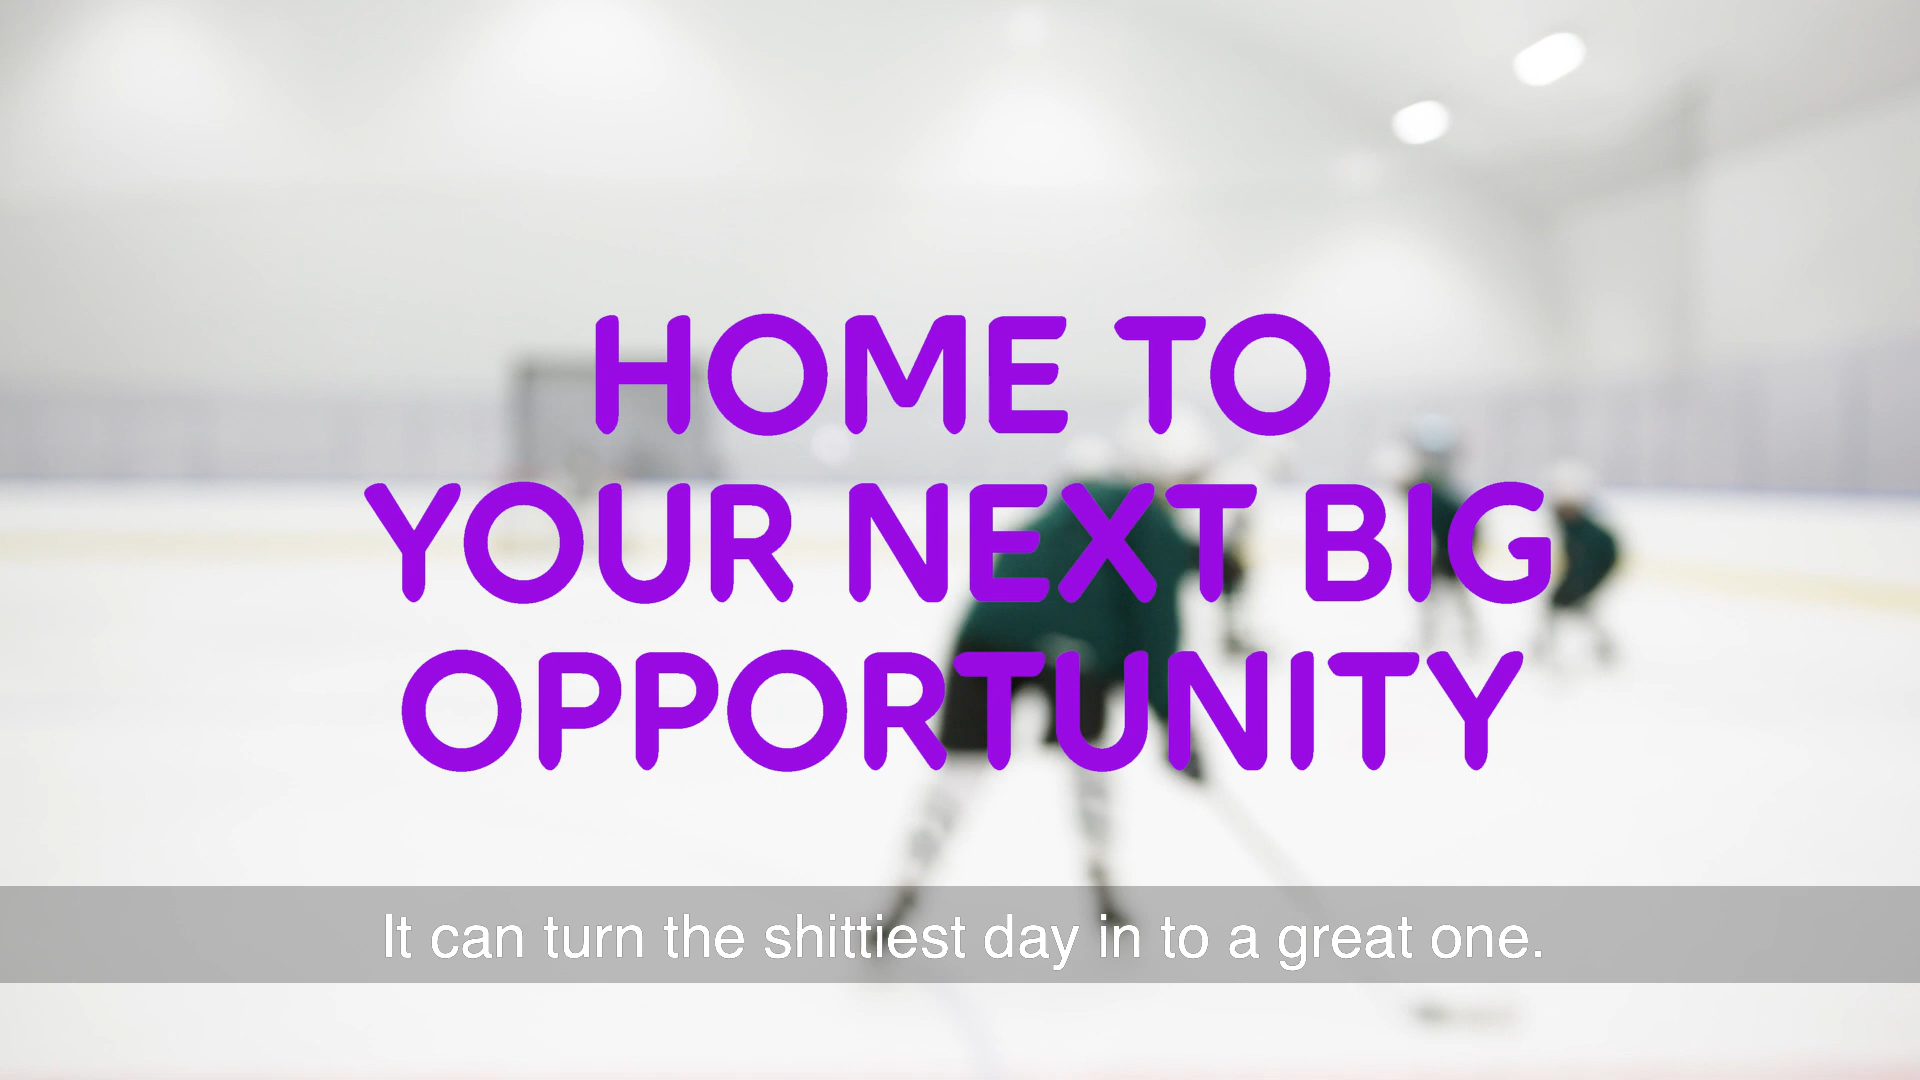 HOME TO
YOUR NEXT BIG
OPPORTUNITY
It can turn the shittiest day in to a great one.